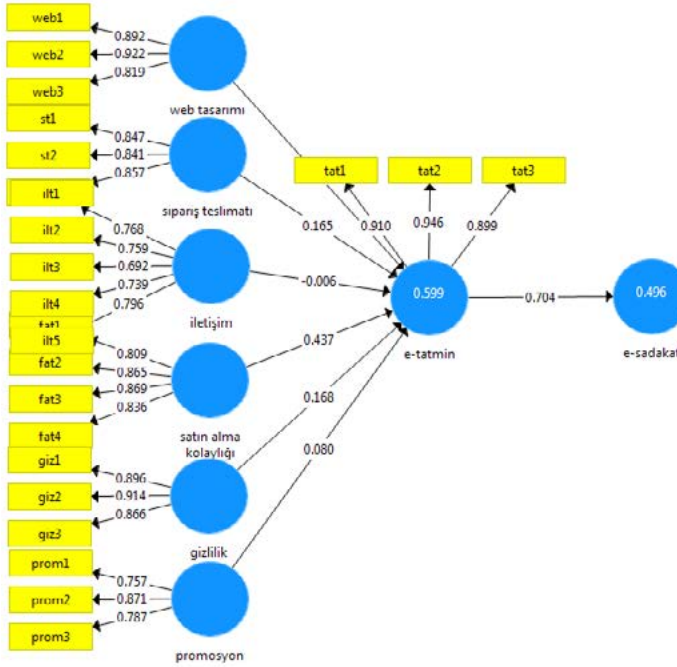 web1
0.892
web2
0.922
web3
0.819
web tasarımı
st1
0.847
st2
0.841
0.857
sipariş teslimatı
ilt1
0.768
ilt2
0.759
ilt3
0.692
0.739
ilt4
0.796
iletişim
fat1
ilt5
0.809
fat2
0.865
0.869
fat3
0.836
fat4
satın alma
kolaylığı
giz1
0.896
giz2
0.914
0.866
giz3
gizlilik
prom1
0.757
prom2
0.871
0.787
prom3
promosyon
tat1
tat2
tat3
0.910
0.946
0.899
0.165
-0.006
0.437
0.168
0.080
0.599
e-tatmin
0.704
0.496
e-sadakat